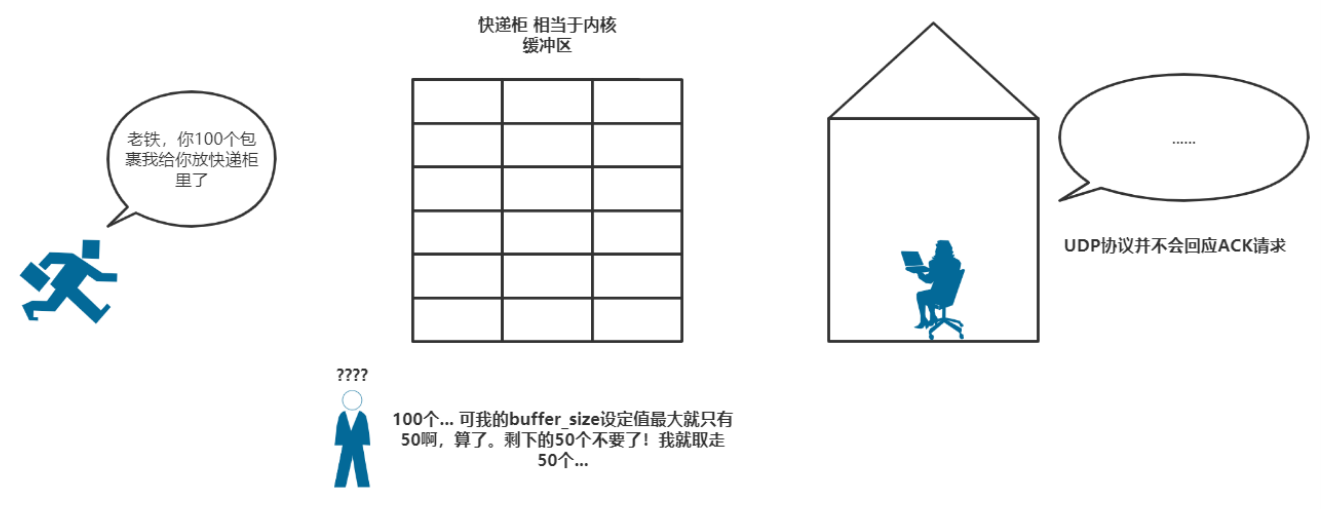 快递柜 相当于内核
缓冲区
老铁，你100个包
裹我给你放快递柜
里了
......
UDP协议并不会回应ACK请求
????
100个... 可我的buffer_size设定值最大就只有
50啊，算了。剩下的50个不要了！我就取走
50个...